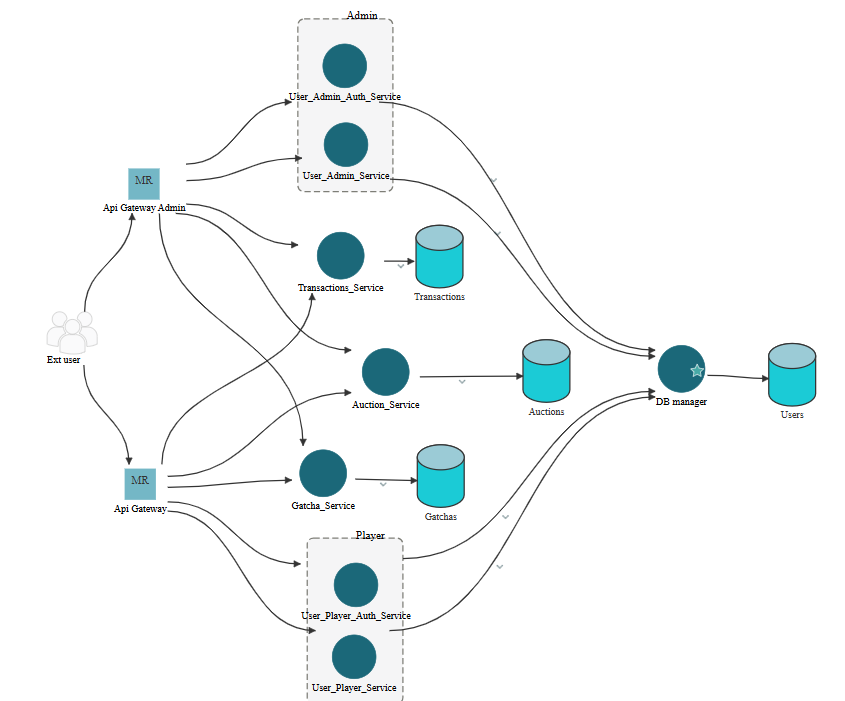 Admin
User_Admin_Auth_Service
User_Admin_Service
MR
Api Gateway Admin
Transactions_Service
Transactions
Ext user
Auction_Service
Auctions
DB manager
Users
MR
Api Gateway
Gatcha_Service
Gatchas
Player
User_Player_Auth_Service
User_Player_Service